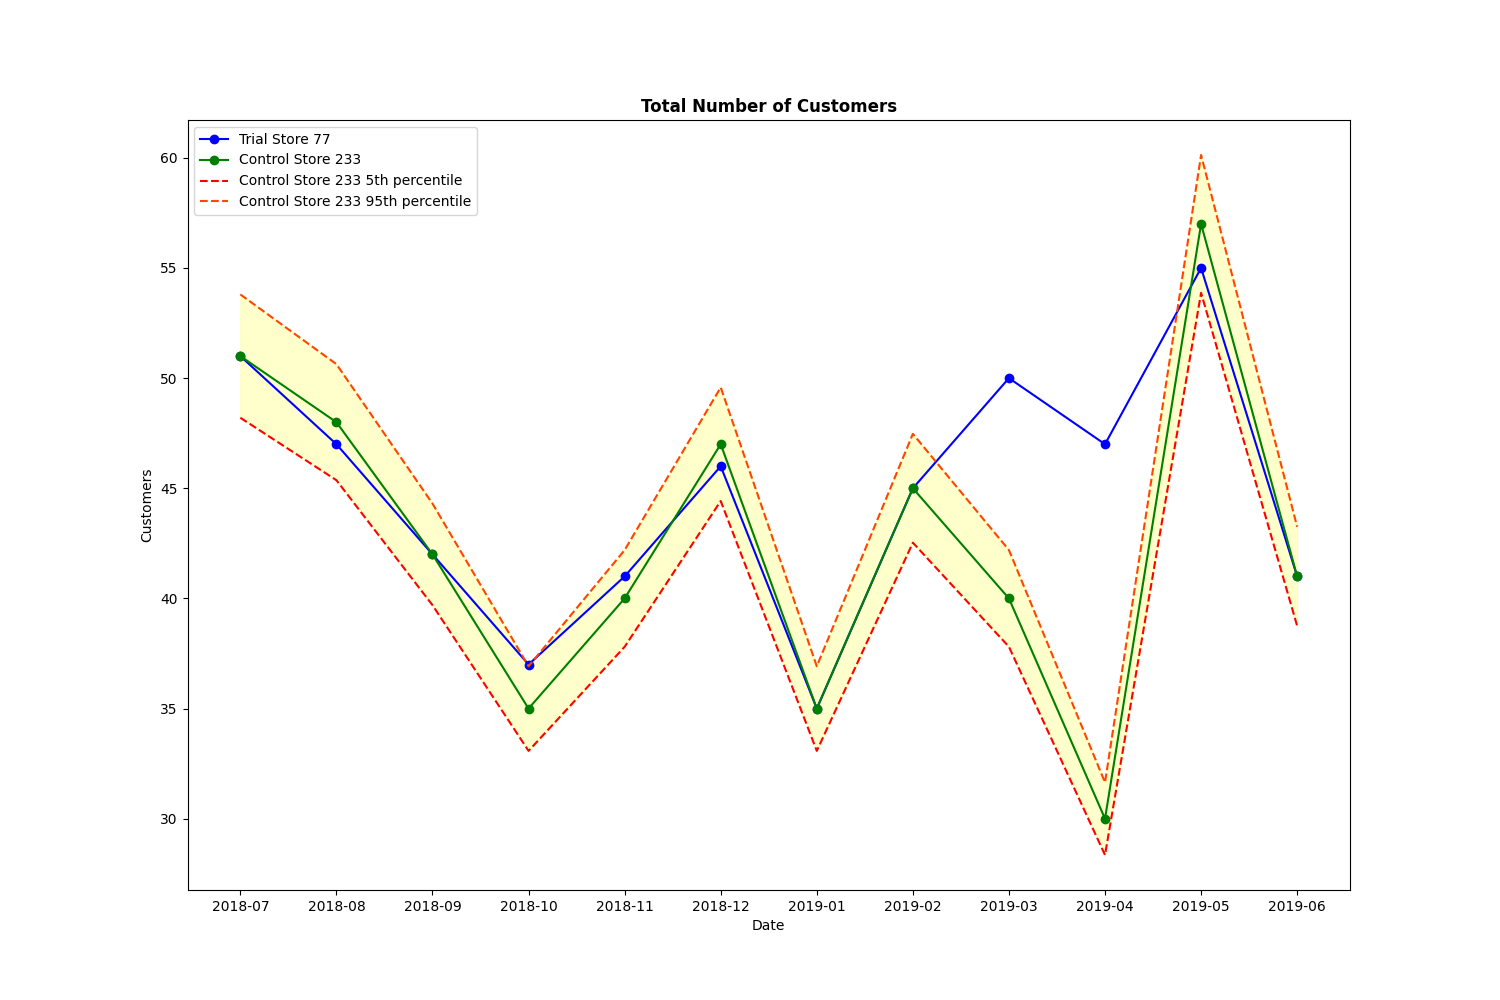 Total Number of Customers
Trial Store 77
Control Store 233
Control Store 233 5th percentile
Control Store 233 95th percentile
60
55
50
45
40
35
30
Customers
2018-07 2018-08 2018-09 2018-10 2018-11 2018-12 2019-01 2019-02 2019-03 2019-04 2019-05 2019-06
Date